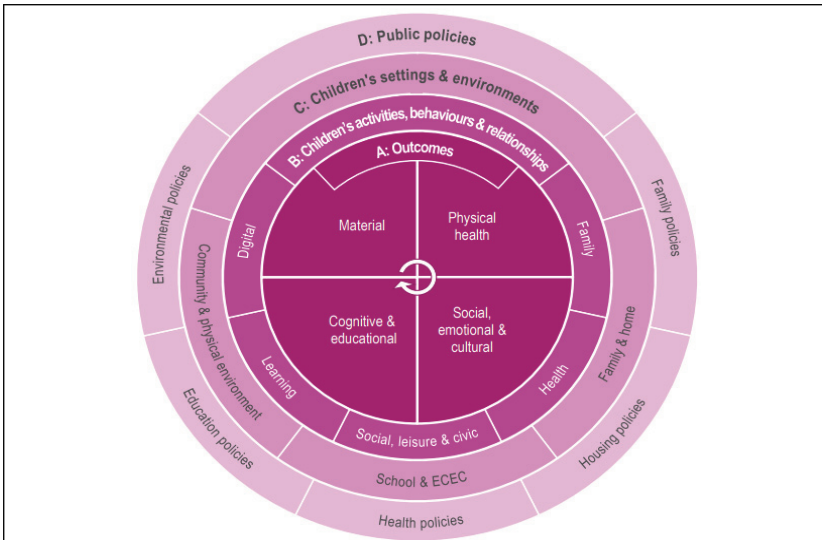 D: Public policies
C: Children's settings & environments
B: Children's activities, behaviours & relationships
A: Outcomes
Material
Physical
health
Cognitive &
educational
Social,
emotional &
cultural
Digital
Family
Learning
Health
Social, leisure & civic
Community & physical environment
Family & home
School & ECEC
Environmental policies
Family policies
Education policies
Housing policies
Health policies